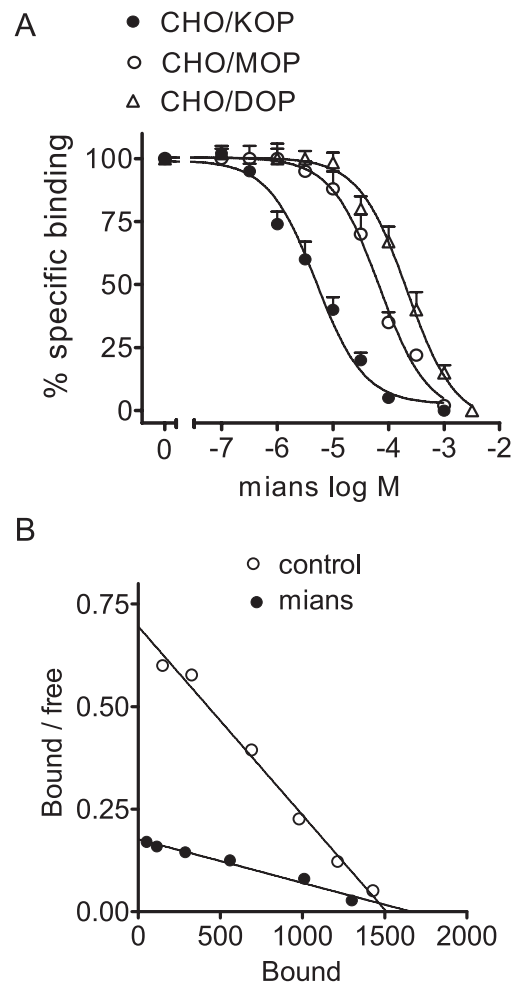 A
CHO/KOP
CHO/MOP
CHO/DOP
% specific binding
100
75
50
25
0
0 -7 -6 -5 -4 -3 -2
mians log M
B
control
mians
Bound / free
0.75
0.50
0.25
0.00
0 500 1000 1500 2000
Bound